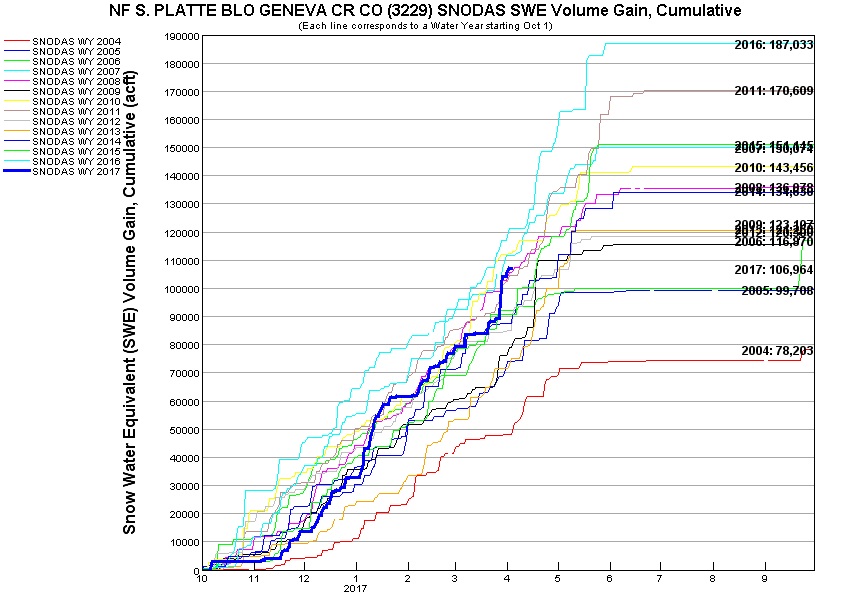 NF S. PLATTE BLO GENEVA CR CO (3229) SNODAS SWE Volume Gain, Cumulative
(Each line corresponds to a Water Year starting Oct 1)
SNODAS WY 2004
SNODAS WY 2005
SNODAS WY 2006
SNODAS WY 2007
SNODAS WY 2008
SNODAS WY 2009
SNODAS WY 2010
SNODAS WY 2011
SNODAS WY 2012
SNODAS WY 2013
SNODAS WY 2014
SNODAS WY 2015
SNODAS WY 2016
SNODAS WY 2017
Snow Water Equivalent (SWE) Volume Gain, Cumulative (acft)
190000
180000
170000
160000
150000
140000
130000
120000
110000
100000
90000
80000
70000
60000
50000
40000
30000
20000
10000
0
2016: 187,033
2011: 170,609
2015: 151,145
2010: 143,456
2017: 106,964
2005: 99,708
2004: 78,203
10 11 12 1 2 3 4 5 6 7 8 9
2017